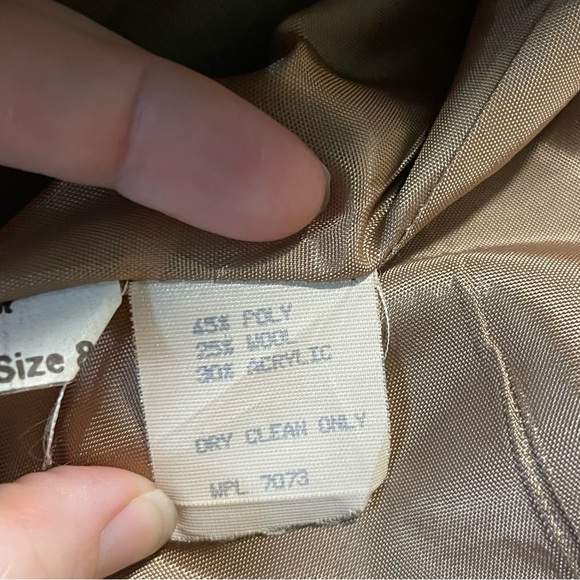 Size 8
45% POLY
25% WOOL
30% ACRYLIC
DRY CLEAN ONLY
WPL 7073